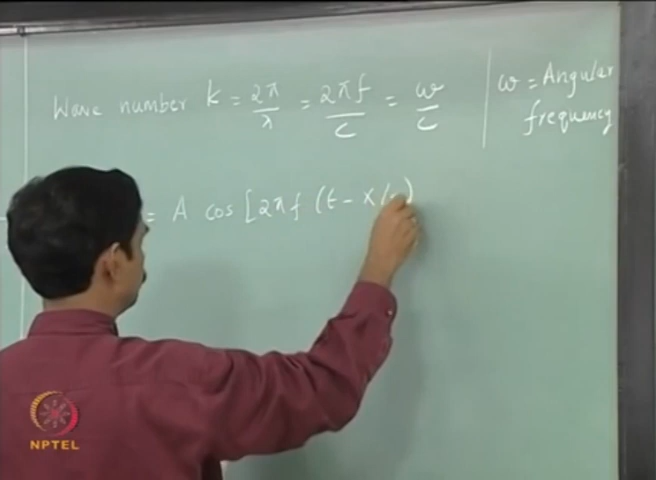 Wave number k = 2π/λ = 2πf/c = ω/c
ω = Angular
frequency
= A cos [2πf (t - x/
NPTEL